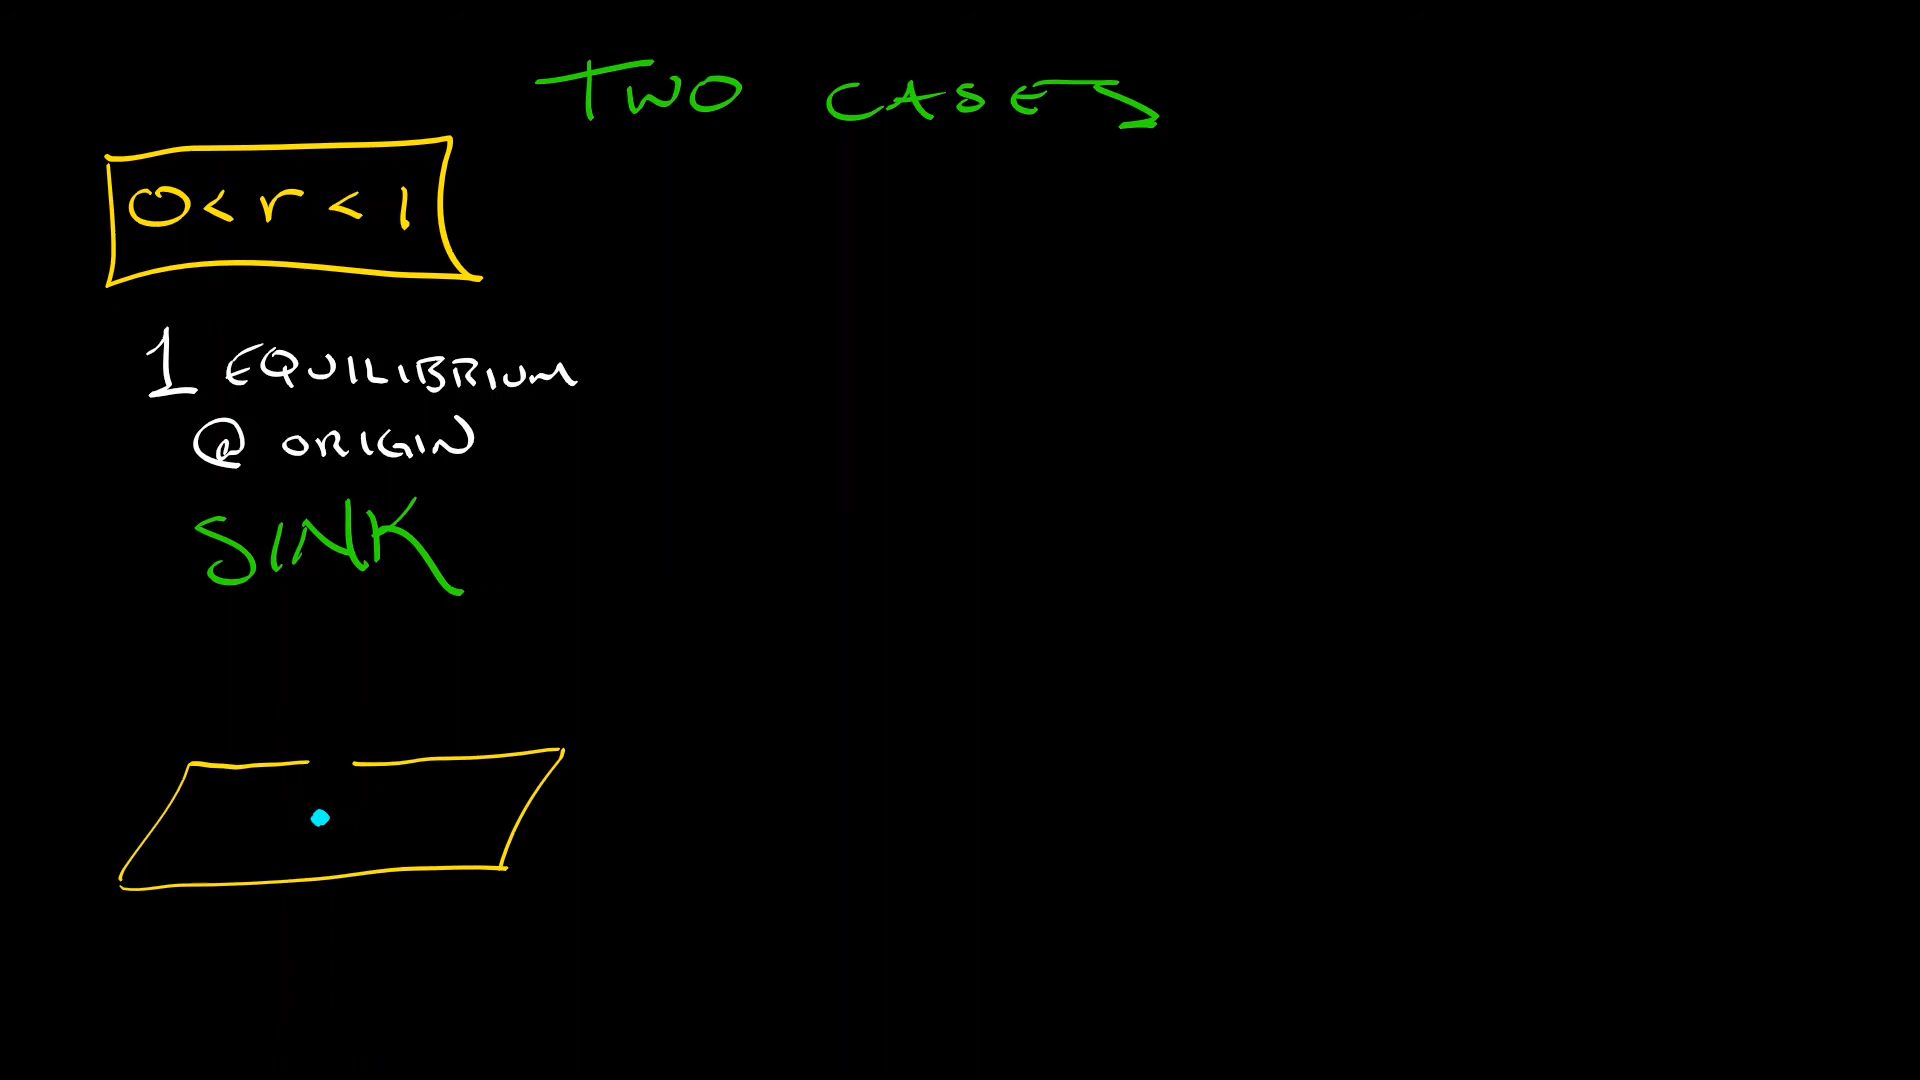 TWO CASES
0 < r < 1
1 EQUILIBRIUM
@ ORIGIN
SINK